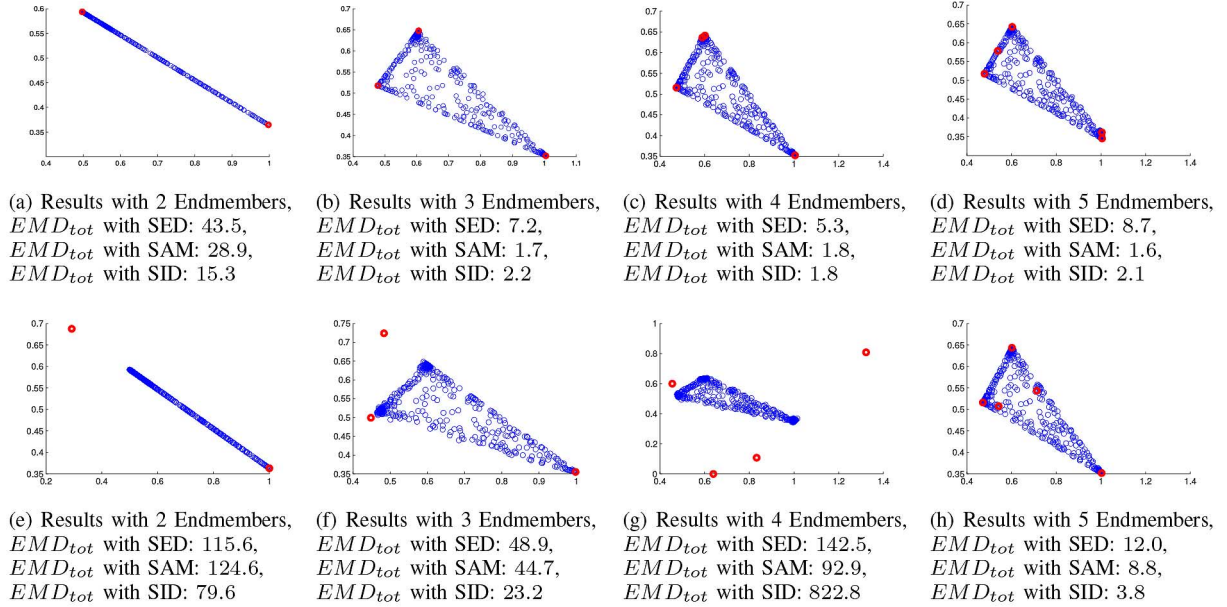 0.6
0.55
0.5
0.45
0.4
0.35
0.4 0.5 0.6 0.7 0.8 0.9 1
0.65
0.6
0.55
0.5
0.45
0.4
0.35
0.4 0.5 0.6 0.7 0.8 0.9 1 1.1
0.7
0.65
0.6
0.55
0.5
0.45
0.4
0.35
0.4 0.6 0.8 1 1.2 1.4
0.7
0.65
0.6
0.55
0.5
0.45
0.4
0.35
0.4 0.6 0.8 1 1.2 1.4
(a) Results with 2 Endmembers,
EMD_tot with SED: 43.5,
EMD_tot with SAM: 28.9,
EMD_tot with SID: 15.3
(b) Results with 3 Endmembers,
EMD_tot with SED: 7.2,
EMD_tot with SAM: 1.7,
EMD_tot with SID: 2.2
(c) Results with 4 Endmembers,
EMD_tot with SED: 5.3,
EMD_tot with SAM: 1.8,
EMD_tot with SID: 1.8
(d) Results with 5 Endmembers,
EMD_tot with SED: 8.7,
EMD_tot with SAM: 1.6,
EMD_tot with SID: 2.1
0.7
0.65
0.6
0.55
0.5
0.45
0.4
0.35
0.2 0.4 0.6 0.8 1 1.2
0.75
0.7
0.65
0.6
0.55
0.5
0.45
0.4
0.35
0.4 0.5 0.6 0.7 0.8 0.9 1
1
0.8
0.6
0.4
0.2
0
0.4 0.6 0.8 1 1.2 1.4
0.7
0.65
0.6
0.55
0.5
0.45
0.4
0.35
0.4 0.6 0.8 1 1.2 1.4
(e) Results with 2 Endmembers,
EMD_tot with SED: 115.6,
EMD_tot with SAM: 124.6,
EMD_tot with SID: 79.6
(f) Results with 3 Endmembers,
EMD_tot with SED: 48.9,
EMD_tot with SAM: 44.7,
EMD_tot with SID: 23.2
(g) Results with 4 Endmembers,
EMD_tot with SED: 142.5,
EMD_tot with SAM: 92.9,
EMD_tot with SID: 822.8
(h) Results with 5 Endmembers,
EMD_tot with SED: 12.0,
EMD_tot with SAM: 8.8,
EMD_tot with SID: 3.8